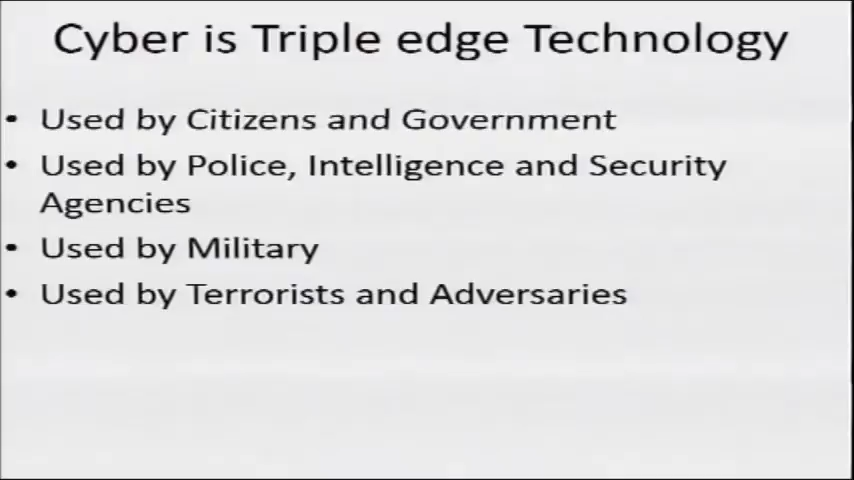 Cyber is Triple edge Technology
• Used by Citizens and Government
• Used by Police, Intelligence and Security
Agencies
• Used by Military
• Used by Terrorists and Adversaries